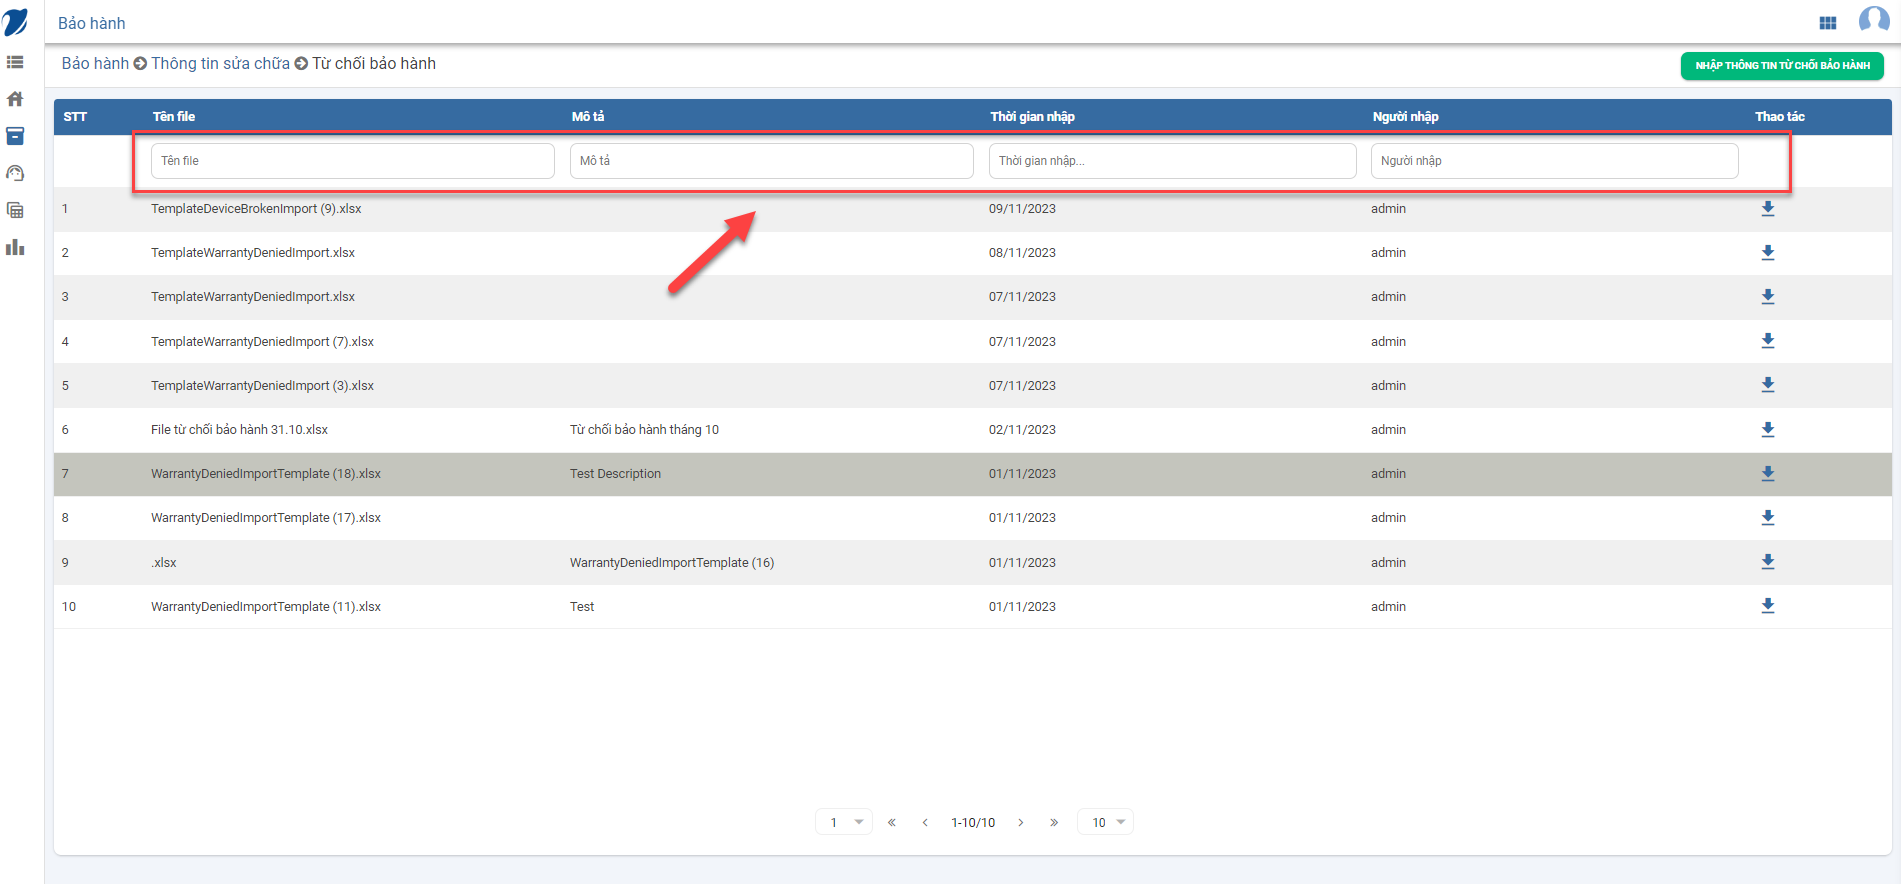 Bảo hành
Bảo hành Thông tin sửa chữa Từ chối bảo hành
NHẬP THÔNG TIN TỪ CHỐI BẢO HÀNH
STT Tên file Mô tả Thời gian nhập Người nhập Thao tác
Tên file Mô tả Thời gian nhập... Người nhập
1 TemplateDeviceBrokenImport (9).xlsx 09/11/2023 admin
2 TemplateWarrantyDeniedImport.xlsx 08/11/2023 admin
3 TemplateWarrantyDeniedImport.xlsx 07/11/2023 admin
4 TemplateWarrantyDeniedImport (7).xlsx 07/11/2023 admin
5 TemplateWarrantyDeniedImport (3).xlsx 07/11/2023 admin
6 File từ chối bảo hành 31.10.xlsx Từ chối bảo hành tháng 10 02/11/2023 admin
7 WarrantyDeniedImportTemplate (18).xlsx Test Description 01/11/2023 admin
8 WarrantyDeniedImportTemplate (17).xlsx 01/11/2023 admin
9 .xlsx WarrantyDeniedImportTemplate (16) 01/11/2023 admin
10 WarrantyDeniedImportTemplate (11).xlsx Test 01/11/2023 admin
1 « ‹ 1-10/10 › » 10